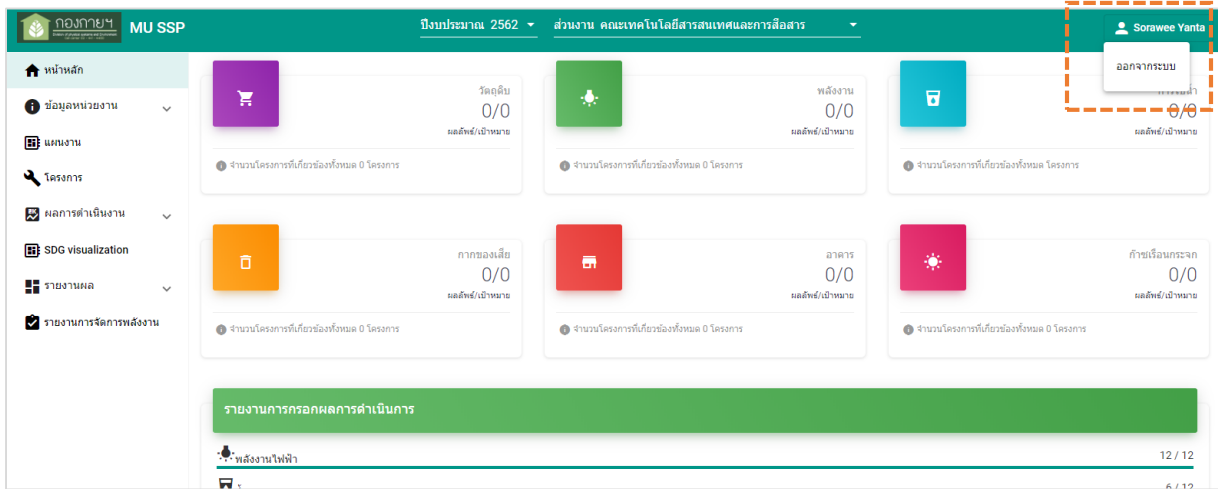 กองกายฯ
MU SSP
ปีงบประมาณ 2562
ส่วนงาน คณะเทคโนโลยีสารสนเทศและการสื่อสาร
Sorawee Yanta
ออกจากระบบ
หน้าหลัก
ข้อมูลหน่วยงาน
แผนงาน
โครงการ
ผลการดำเนินงาน
SDG visualization
รายงานผล
รายงานการจัดการพลังงาน
วัตถุดิบ
0/0
ผลลัพธ์/เป้าหมาย
จำนวนโครงการที่เกี่ยวข้องทั้งหมด 0 โครงการ
พลังงาน
0/0
ผลลัพธ์/เป้าหมาย
จำนวนโครงการที่เกี่ยวข้องทั้งหมด 0 โครงการ
0/0
ผลลัพธ์/เป้าหมาย
จำนวนโครงการที่เกี่ยวข้องทั้งหมด 0 โครงการ
กากของเสีย
0/0
ผลลัพธ์/เป้าหมาย
จำนวนโครงการที่เกี่ยวข้องทั้งหมด 0 โครงการ
อาคาร
0/0
ผลลัพธ์/เป้าหมาย
จำนวนโครงการที่เกี่ยวข้องทั้งหมด 0 โครงการ
ก๊าซเรือนกระจก
0/0
ผลลัพธ์/เป้าหมาย
จำนวนโครงการที่เกี่ยวข้องทั้งหมด 0 โครงการ
รายงานการกรอกผลการดำเนินการ
พลังงานไฟฟ้า
12 / 12
6 / 12